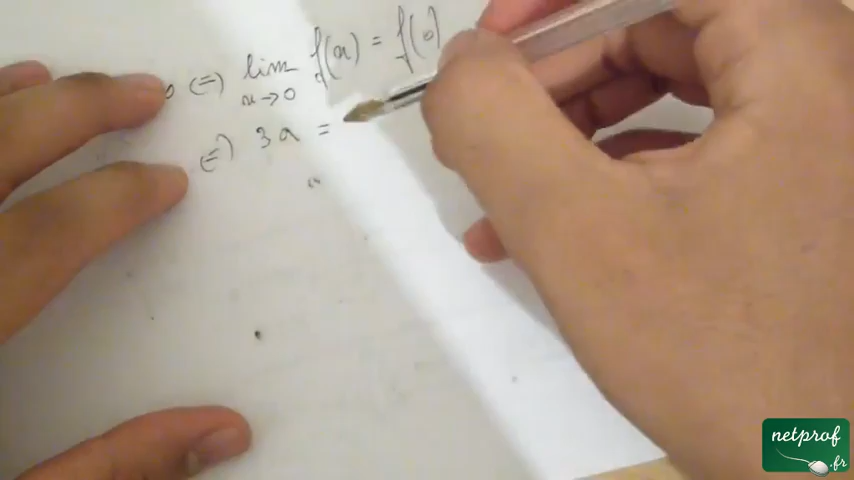 0 ⇔ lim f(x) = f(0)
x→0
⇔ 3a =
netprof
.fr